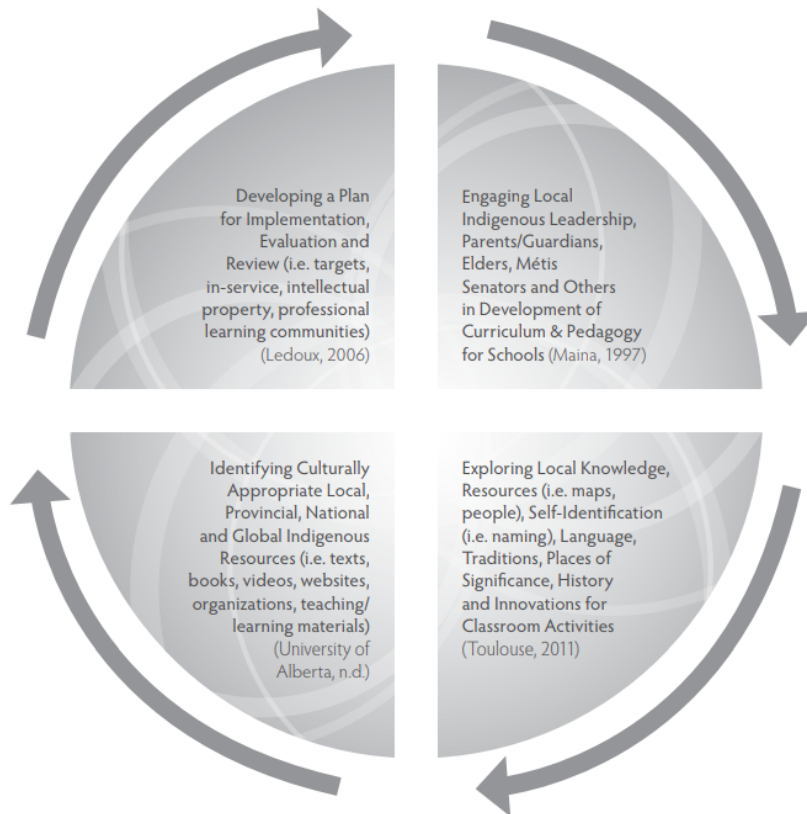 Developing a Plan
for Implementation,
Evaluation and
Review (i.e. targets,
in-service, intellectual
property, professional
learning communities)
(Ledoux, 2006)
Engaging Local
Indigenous Leadership,
Parents/Guardians,
Elders, Métis
Senators and Others
in Development of
Curriculum & Pedagogy
for Schools (Maina, 1997)
Identifying Culturally
Appropriate Local,
Provincial, National
and Global Indigenous
Resources (i.e. texts,
books, videos, websites,
organizations, teaching/
learning materials)
(University of
Alberta, n.d.)
Exploring Local Knowledge,
Resources (i.e. maps,
people), Self-Identification
(i.e. naming), Language,
Traditions, Places of
Significance, History
and Innovations for
Classroom Activities
(Toulouse, 2011)